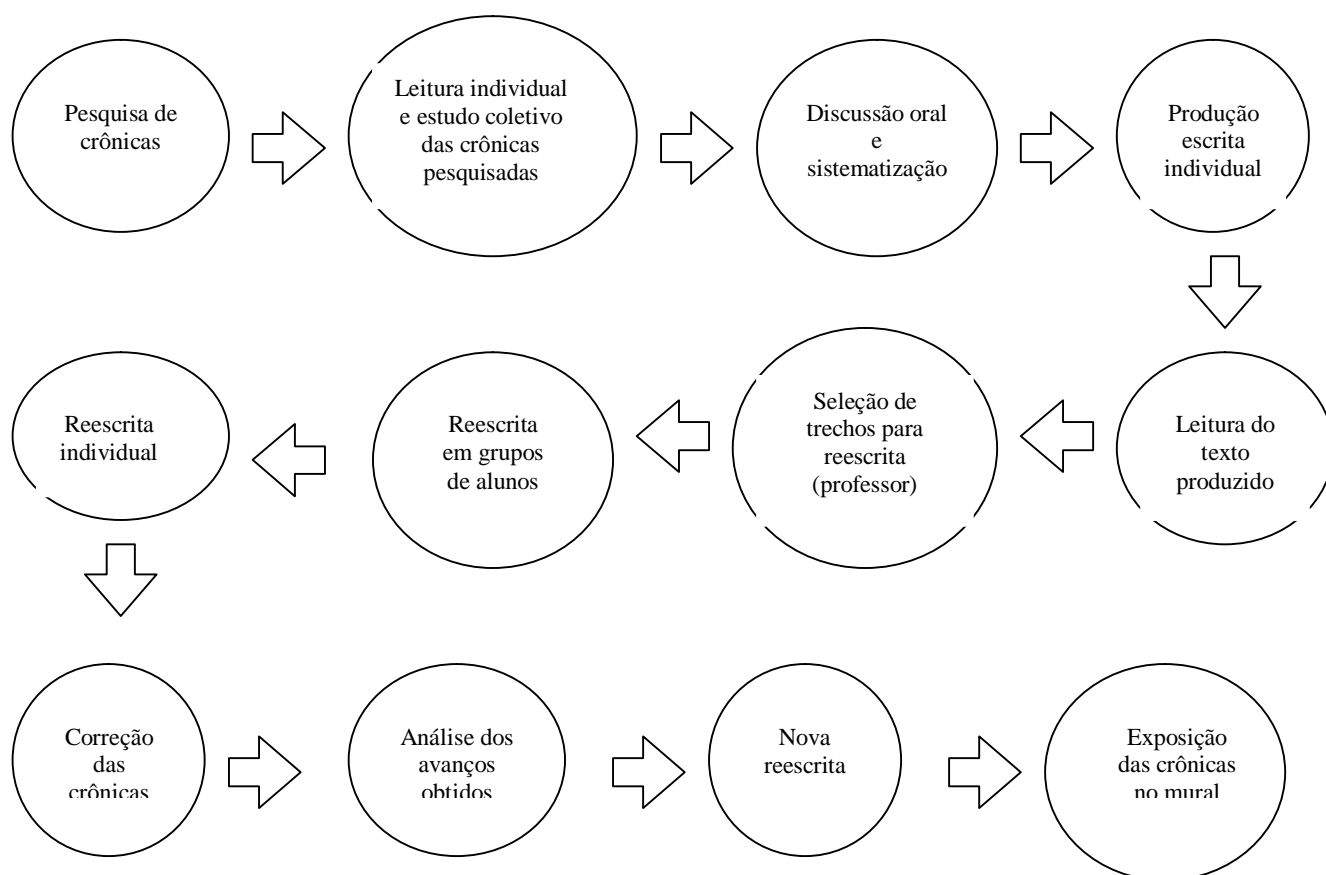 Pesquisa de
crônicas
Leitura individual
e estudo coletivo
das crônicas
pesquisadas
Discussão oral
e
sistematização
Produção
escrita
individual
Leitura do
texto
produzido
Seleção de
trechos para
reescrita
(professor)
Reescrita
em grupos
de alunos
Reescrita
individual
Correção
das
crônicas
Análise dos
avanços
obtidos
Nova
reescrita
Exposição
das crônicas
no mural